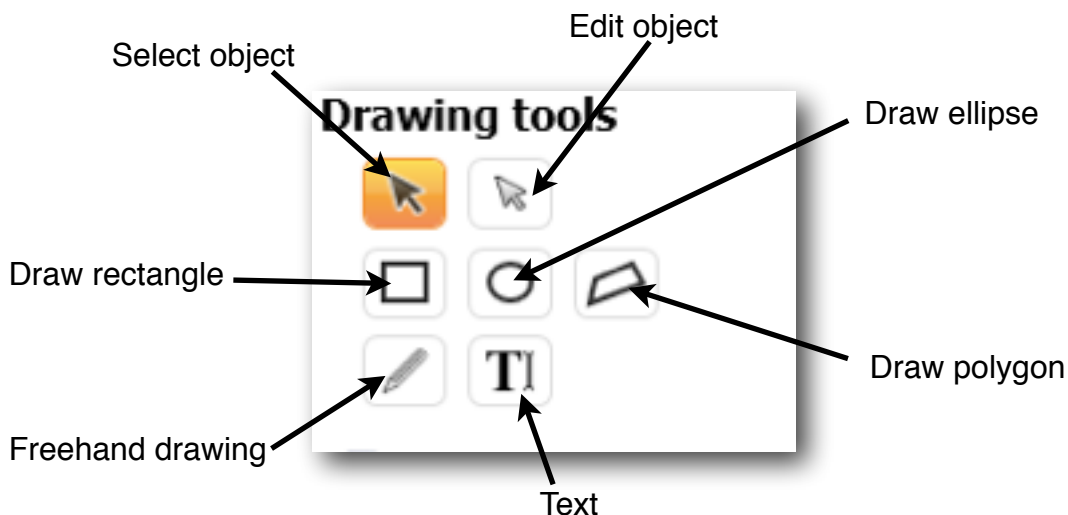 Edit object
Select object
Drawing tools
Draw ellipse
Draw rectangle
T
Draw polygon
Freehand drawing
Text